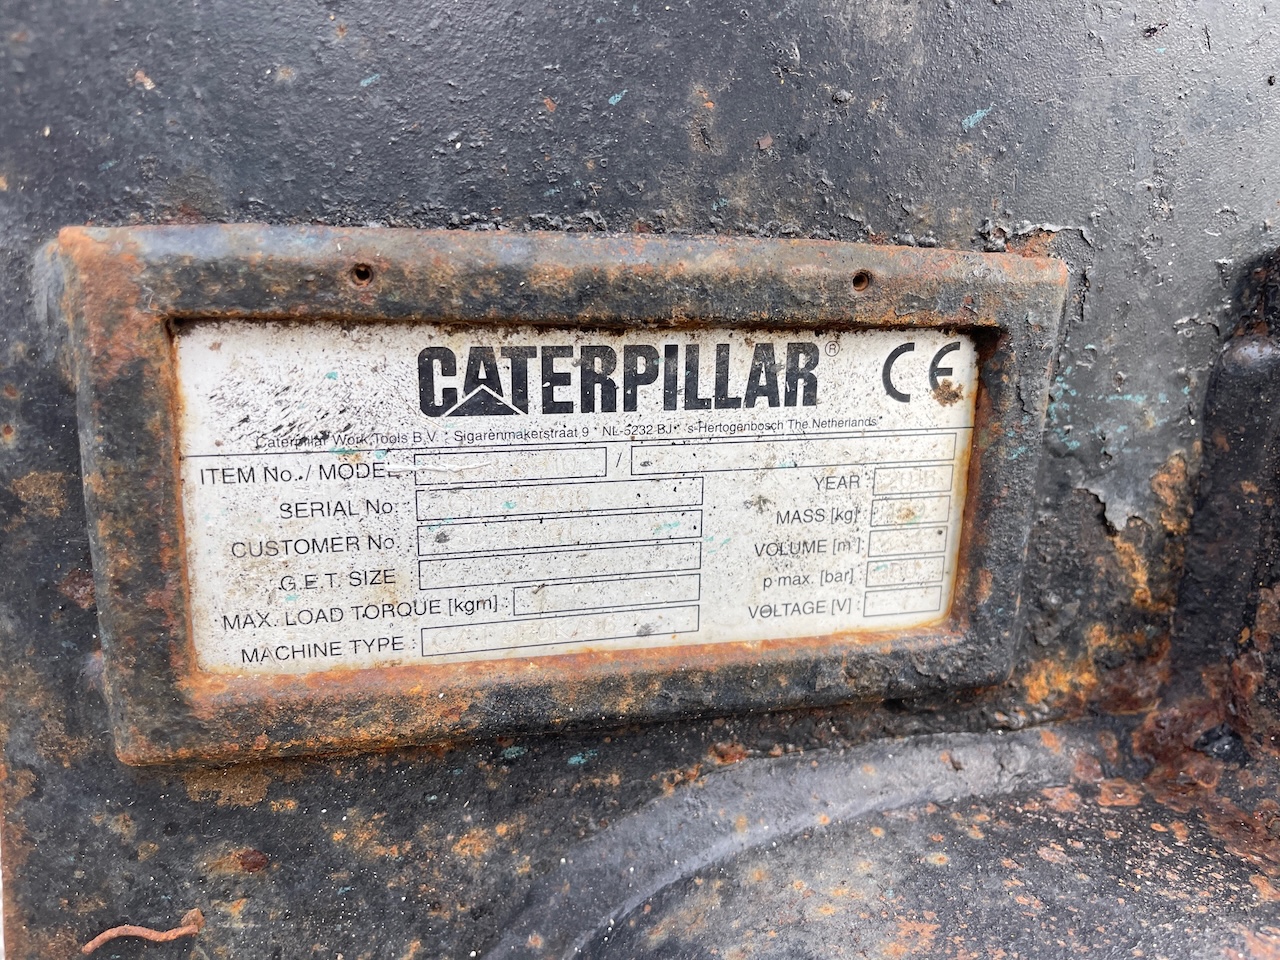 CATERPILLAR® CE
Caterpillar Work Tools B.V. • Sigarenmakerstraat 9 • NL-5232 BJ • 's-Hertogenbosch The Netherlands
ITEM No. / MODEL /
SERIAL No. YEAR
CUSTOMER No. MASS [kg]
G.E.T. SIZE VOLUME [m³]
MAX. LOAD TORQUE [kgm] p max. [bar]
MACHINE TYPE VOLTAGE [V]